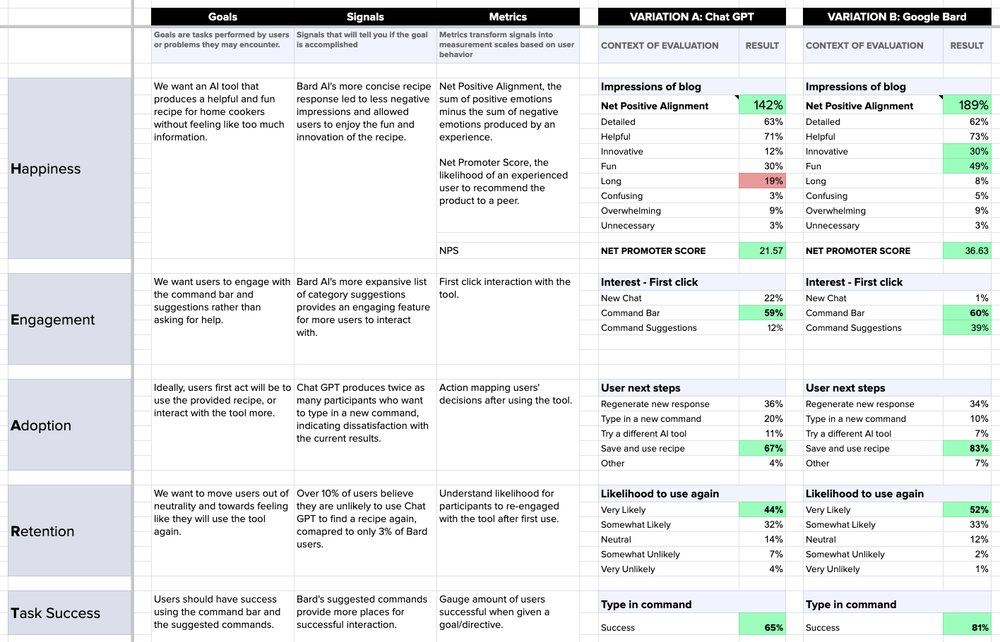 Goals Signals Metrics VARIATION A: Chat GPT VARIATION B: Google Bard
Goals are tasks performed by users
or problems they may encounter.
Signals that will tell you if the goal
is accomplished
Metrics transform signals into
measurement scales based on user
behavior
CONTEXT OF EVALUATION RESULT CONTEXT OF EVALUATION RESULT
Happiness
We want an AI tool that
produces a helpful and fun
recipe for home cookers
without feeling like too much
information.
Bard AI's more concise recipe
response led to less negative
impressions and allowed
users to enjoy the fun and
innovation of the recipe.
Net Positive Alignment, the
sum of positive emotions
minus the sum of negative
emotions produced by an
experience.
Net Promoter Score, the
likelihood of an experienced
user to recommend the
product to a peer.
NPS
Impressions of blog Impressions of blog
Net Positive Alignment 142% Net Positive Alignment 189%
Detailed 63% Detailed 62%
Helpful 71% Helpful 73%
Innovative 12% Innovative 30%
Fun 30% Fun 49%
Long 19% Long 8%
Confusing 3% Confusing 5%
Overwhelming 9% Overwhelming 9%
Unnecessary 3% Unnecessary 3%
NET PROMOTER SCORE 21.57 NET PROMOTER SCORE 36.63
Engagement
We want users to engage with
the command bar and
suggestions rather than
asking for help.
Bard AI's more expansive list
of category suggestions
provides an engaging feature
for more users to interact
with.
First click interaction with the
tool.
Interest - First click Interest - First click
New Chat 22% New Chat 1%
Command Bar 59% Command Bar 60%
Command Suggestions 12% Command Suggestions 39%
Adoption
Ideally, users first act will be to
use the provided recipe, or
interact with the tool more.
Chat GPT produces twice as
many participants who want
to type in a new command,
indicating dissatisfaction with
the current results.
Action mapping users'
decisions after using the tool.
User next steps User next steps
Regenerate new response 36% Regenerate new response 34%
Type in a new command 20% Type in a new command 10%
Try a different AI tool 11% Try a different AI tool 7%
Save and use recipe 67% Save and use recipe 83%
Other 4% Other 7%
Retention
We want to move users out of
neutrality and towards feeling
like they will use the tool
again.
Over 10% of users believe
they are unlikely to use Chat
GPT to find a recipe again,
comapred to only 3% of Bard
users.
Understand likelihood for
participants to re-engaged
with the tool after first use.
Likelihood to use again Likelihood to use again
Very Likely 44% Very Likely 52%
Somewhat Likely 32% Somewhat Likely 33%
Neutral 14% Neutral 12%
Somewhat Unlikely 7% Somewhat Unlikely 2%
Very Unlikely 4% Very Unlikely 1%
Task Success
Users should have success
using the command bar and
the suggested commands.
Bard's suggested commands
provide more places for
successful interaction.
Gauge amount of users
successful when given a
goal/directive.
Type in command Type in command
Success 65% Success 81%